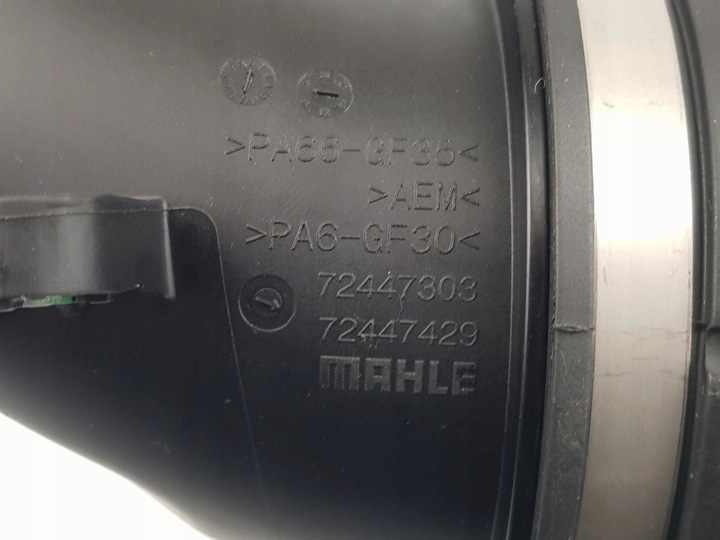 >PA66-GF35<
>AEM<
>PA6-GF30<
72447303
72447429
MAHLE